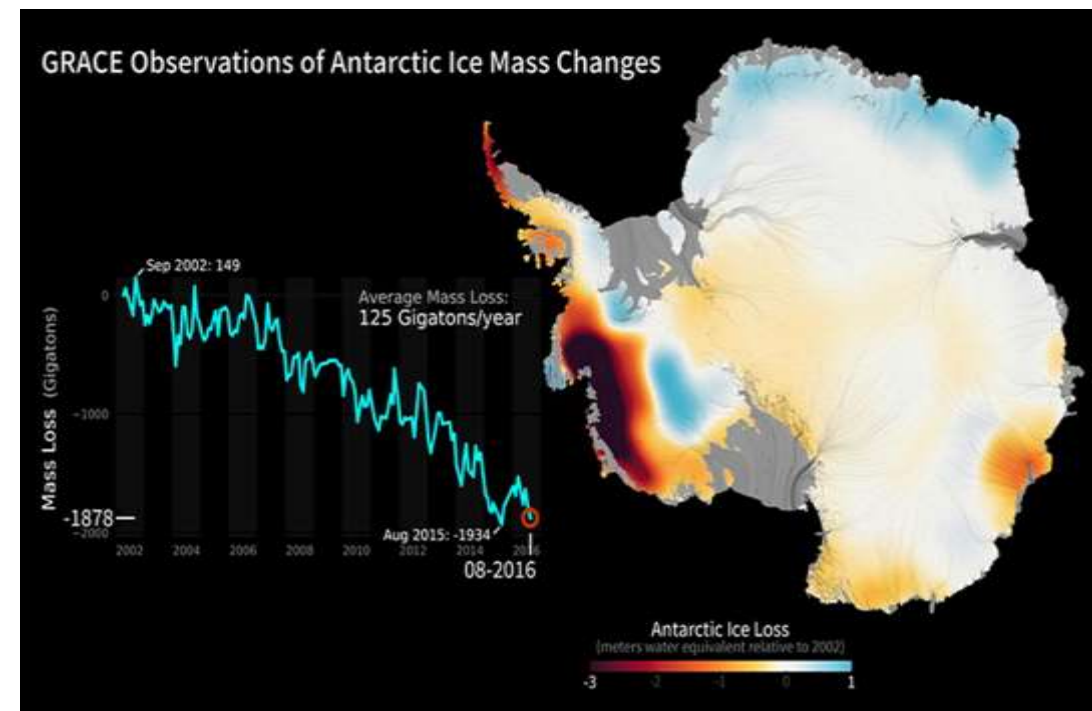 GRACE Observations of Antarctic Ice Mass Changes
Sep 2002: 149
0
Average Mass Loss:
125 Gigatons/year
Mass Loss (Gigatons)
-1000
-1878
-2000
Aug 2015: -1934
2002 2004 2006 2008 2010 2012 2014 2016
08-2016
Antarctic Ice Loss
(meters water equivalent relative to 2002)
-3 -2 -1 0 1